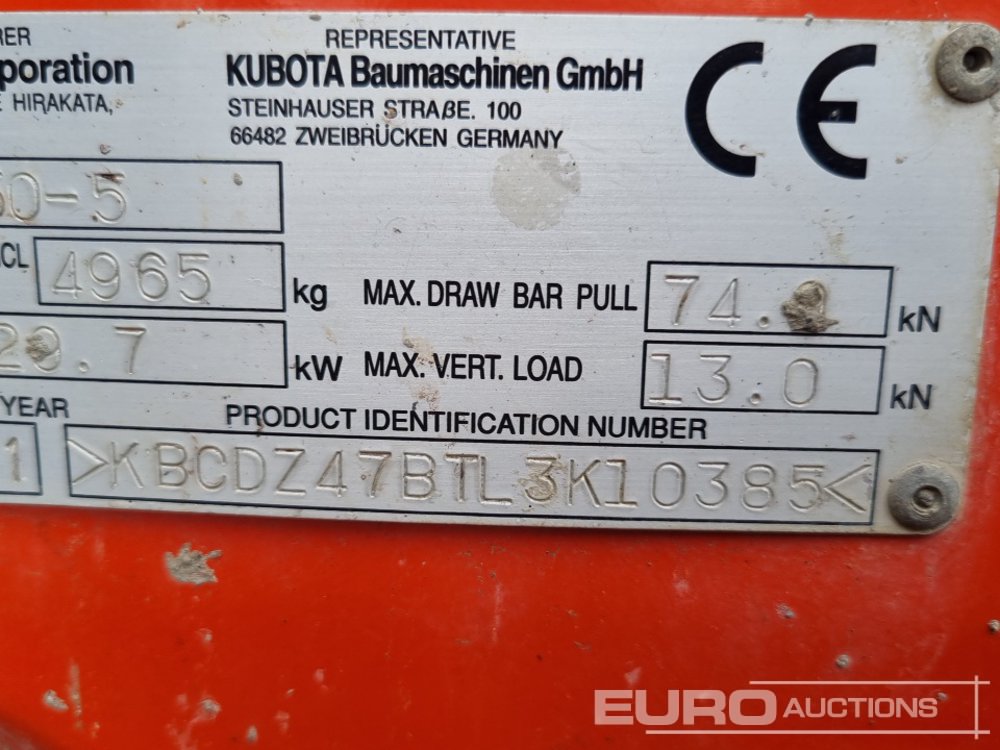 RER
REPRESENTATIVE
poration
KUBOTA Baumaschinen GmbH
E HIRAKATA,
STEINHAUSER STRAßE. 100
66482 ZWEIBRÜCKEN GERMANY
CE
0-5
CL 4965 kg
MAX. DRAW BAR PULL 74. kN
.7 kW
MAX. VERT. LOAD 13.0 kN
YEAR
PRODUCT IDENTIFICATION NUMBER
1
>KBCDZ47BTL3K10385<
EURO AUCTIONS